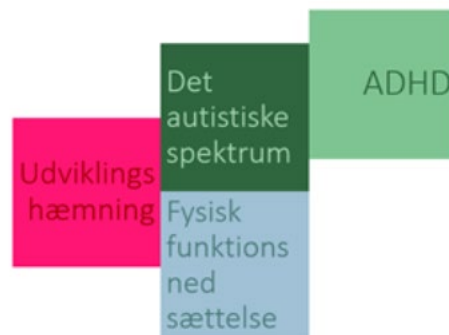 Udviklings
hæmning
Det
autistiske
spektrum
Fysisk
funktions
ned
sættelse
ADHD